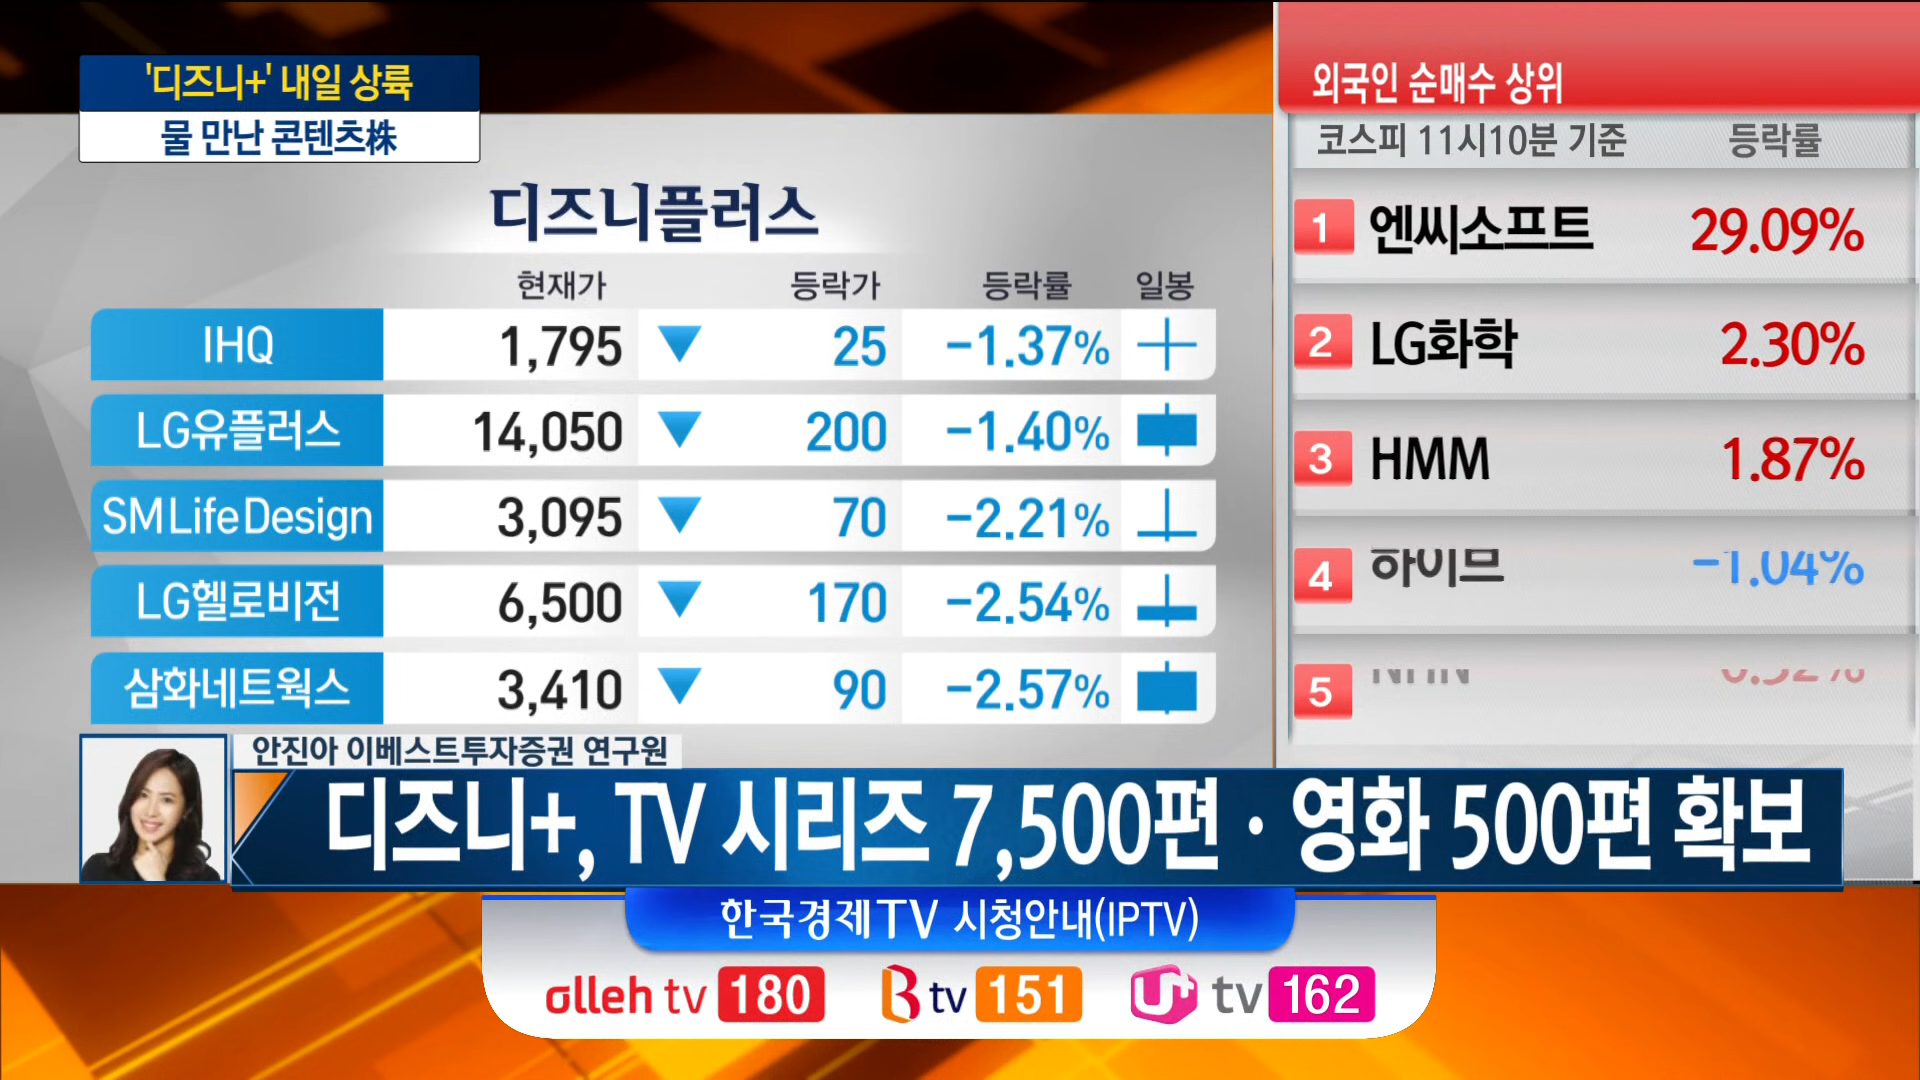 '디즈니+' 내일 상륙
물 만난 콘텐츠株
디즈니플러스
현재가 등락가 등락률 일봉
IHQ 1,795 ▼ 25 -1.37%
LG유플러스 14,050 ▼ 200 -1.40%
SM Life Design 3,095 ▼ 70 -2.21%
LG헬로비전 6,500 ▼ 170 -2.54%
삼화네트웍스 3,410 ▼ 90 -2.57%
외국인 순매수 상위
코스피 11시10분 기준 등락률
1 엔씨소프트 29.09%
2 LG화학 2.30%
3 HMM 1.87%
4 하이브 -1.04%
5
안진아 이베스트투자증권 연구원
디즈니+, TV 시리즈 7,500편 · 영화 500편 확보
한국경제TV 시청안내(IPTV)
olleh tv 180 B tv 151 U+ tv 162